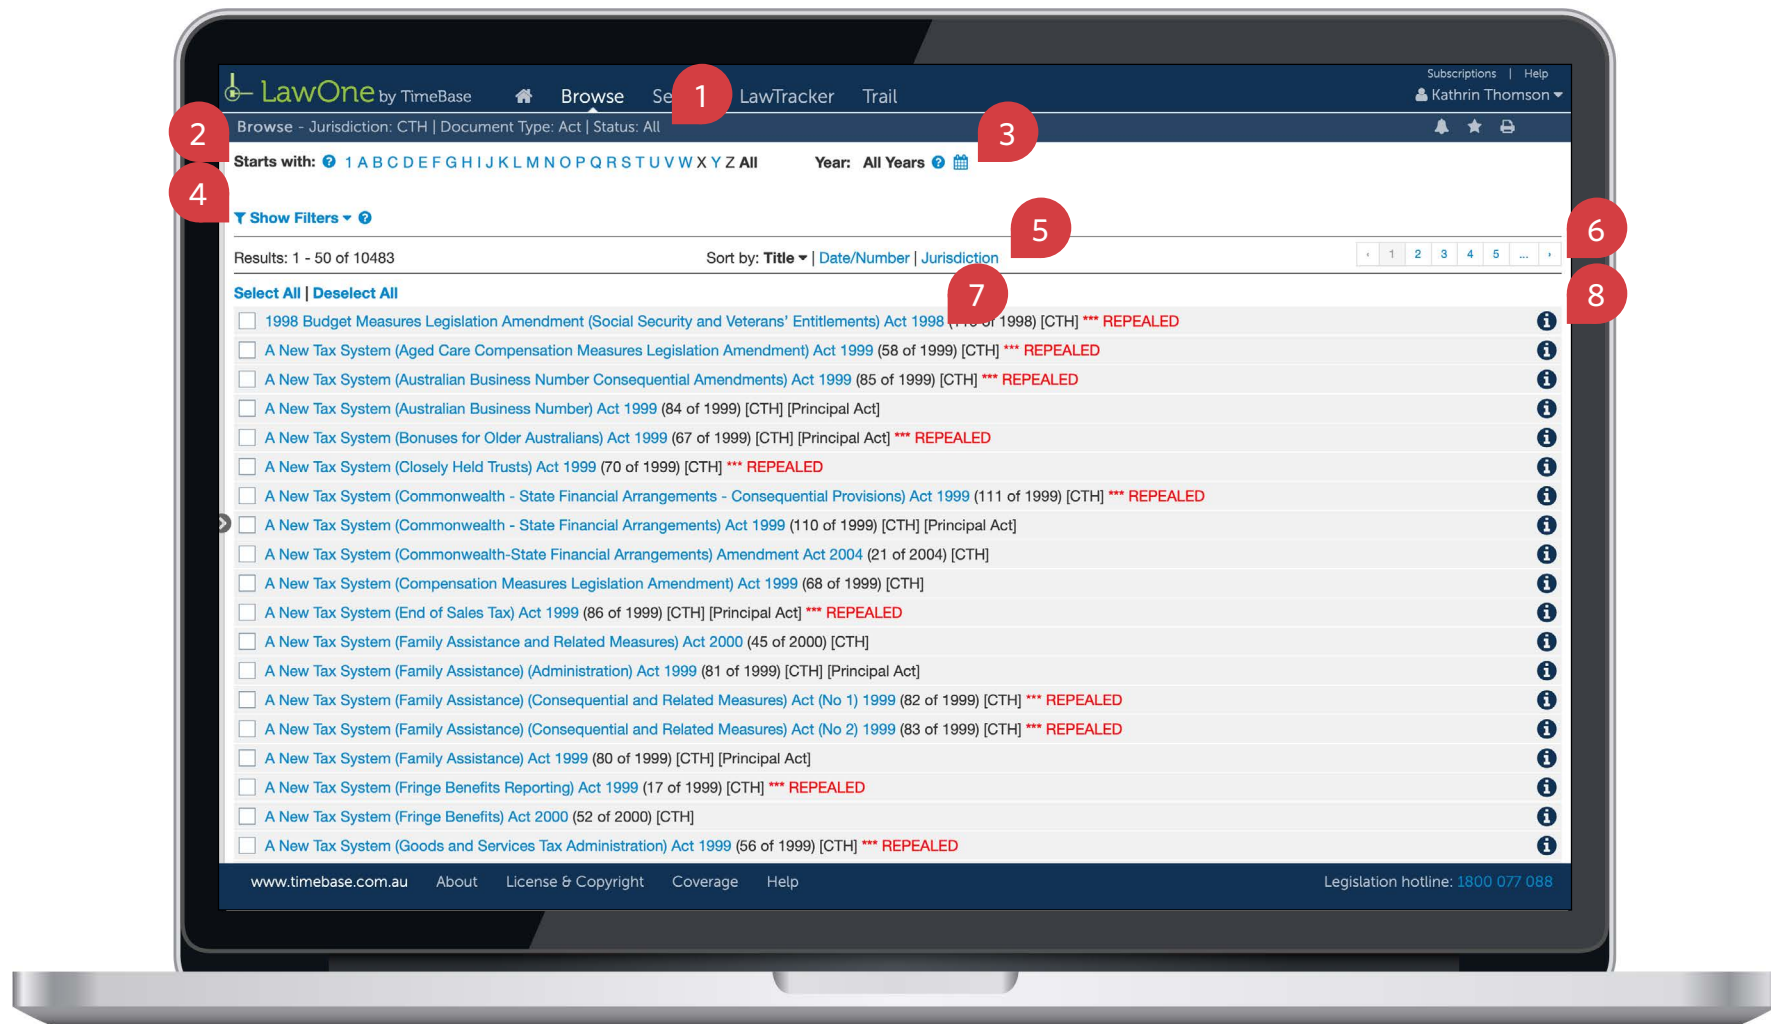 Subscriptions | Help
LawOne by TimeBase Browse LawTracker Trail Kathrin Thomson
1
Browse - Jurisdiction: CTH | Document Type: Act | Status: All
2
3
Starts with: ? 1 A B C D E F G H I J K L M N O P Q R S T U V W X Y Z All Year: All Years ?
4
Show Filters ?
5
6
Results: 1 - 50 of 10483 Sort by: Title | Date/Number | Jurisdiction ‹ 1 2 3 4 5 ... ›
Select All | Deselect All
7
8
1998 Budget Measures Legislation Amendment (Social Security and Veterans' Entitlements) Act 1998 of 1998) [CTH] *** REPEALED
A New Tax System (Aged Care Compensation Measures Legislation Amendment) Act 1999 (58 of 1999) [CTH] *** REPEALED
A New Tax System (Australian Business Number Consequential Amendments) Act 1999 (85 of 1999) [CTH] *** REPEALED
A New Tax System (Australian Business Number) Act 1999 (84 of 1999) [CTH] [Principal Act]
A New Tax System (Bonuses for Older Australians) Act 1999 (67 of 1999) [CTH] [Principal Act] *** REPEALED
A New Tax System (Closely Held Trusts) Act 1999 (70 of 1999) [CTH] *** REPEALED
A New Tax System (Commonwealth - State Financial Arrangements - Consequential Provisions) Act 1999 (111 of 1999) [CTH] *** REPEALED
A New Tax System (Commonwealth - State Financial Arrangements) Act 1999 (110 of 1999) [CTH] [Principal Act]
A New Tax System (Commonwealth-State Financial Arrangements) Amendment Act 2004 (21 of 2004) [CTH]
A New Tax System (Compensation Measures Legislation Amendment) Act 1999 (68 of 1999) [CTH]
A New Tax System (End of Sales Tax) Act 1999 (86 of 1999) [CTH] [Principal Act] *** REPEALED
A New Tax System (Family Assistance and Related Measures) Act 2000 (45 of 2000) [CTH]
A New Tax System (Family Assistance) (Administration) Act 1999 (81 of 1999) [CTH] [Principal Act]
A New Tax System (Family Assistance) (Consequential and Related Measures) Act (No 1) 1999 (82 of 1999) [CTH] *** REPEALED
A New Tax System (Family Assistance) (Consequential and Related Measures) Act (No 2) 1999 (83 of 1999) [CTH] *** REPEALED
A New Tax System (Family Assistance) Act 1999 (80 of 1999) [CTH] [Principal Act]
A New Tax System (Fringe Benefits Reporting) Act 1999 (17 of 1999) [CTH] *** REPEALED
A New Tax System (Fringe Benefits) Act 2000 (52 of 2000) [CTH]
A New Tax System (Goods and Services Tax Administration) Act 1999 (56 of 1999) [CTH] *** REPEALED
www.timebase.com.au About License & Copyright Coverage Help Legislation hotline: 1800 077 088